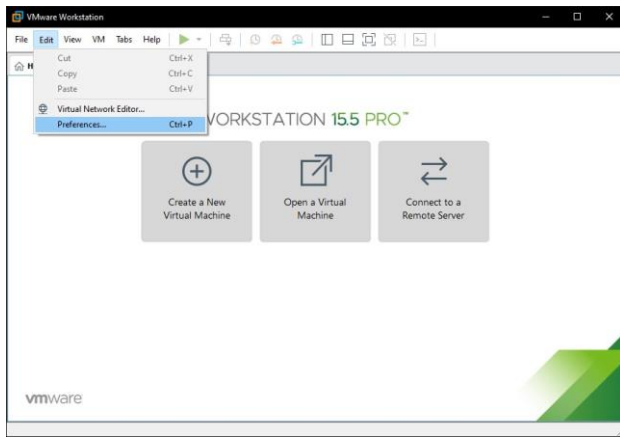 VMware Workstation
File Edit View VM Tabs Help
H
Cut Ctrl+X
Copy Ctrl+C
Paste Ctrl+V
Virtual Network Editor...
Preferences... Ctrl+P
WORKSTATION 15.5 PRO™
Create a New
Virtual Machine
Open a Virtual
Machine
Connect to a
Remote Server
vmware